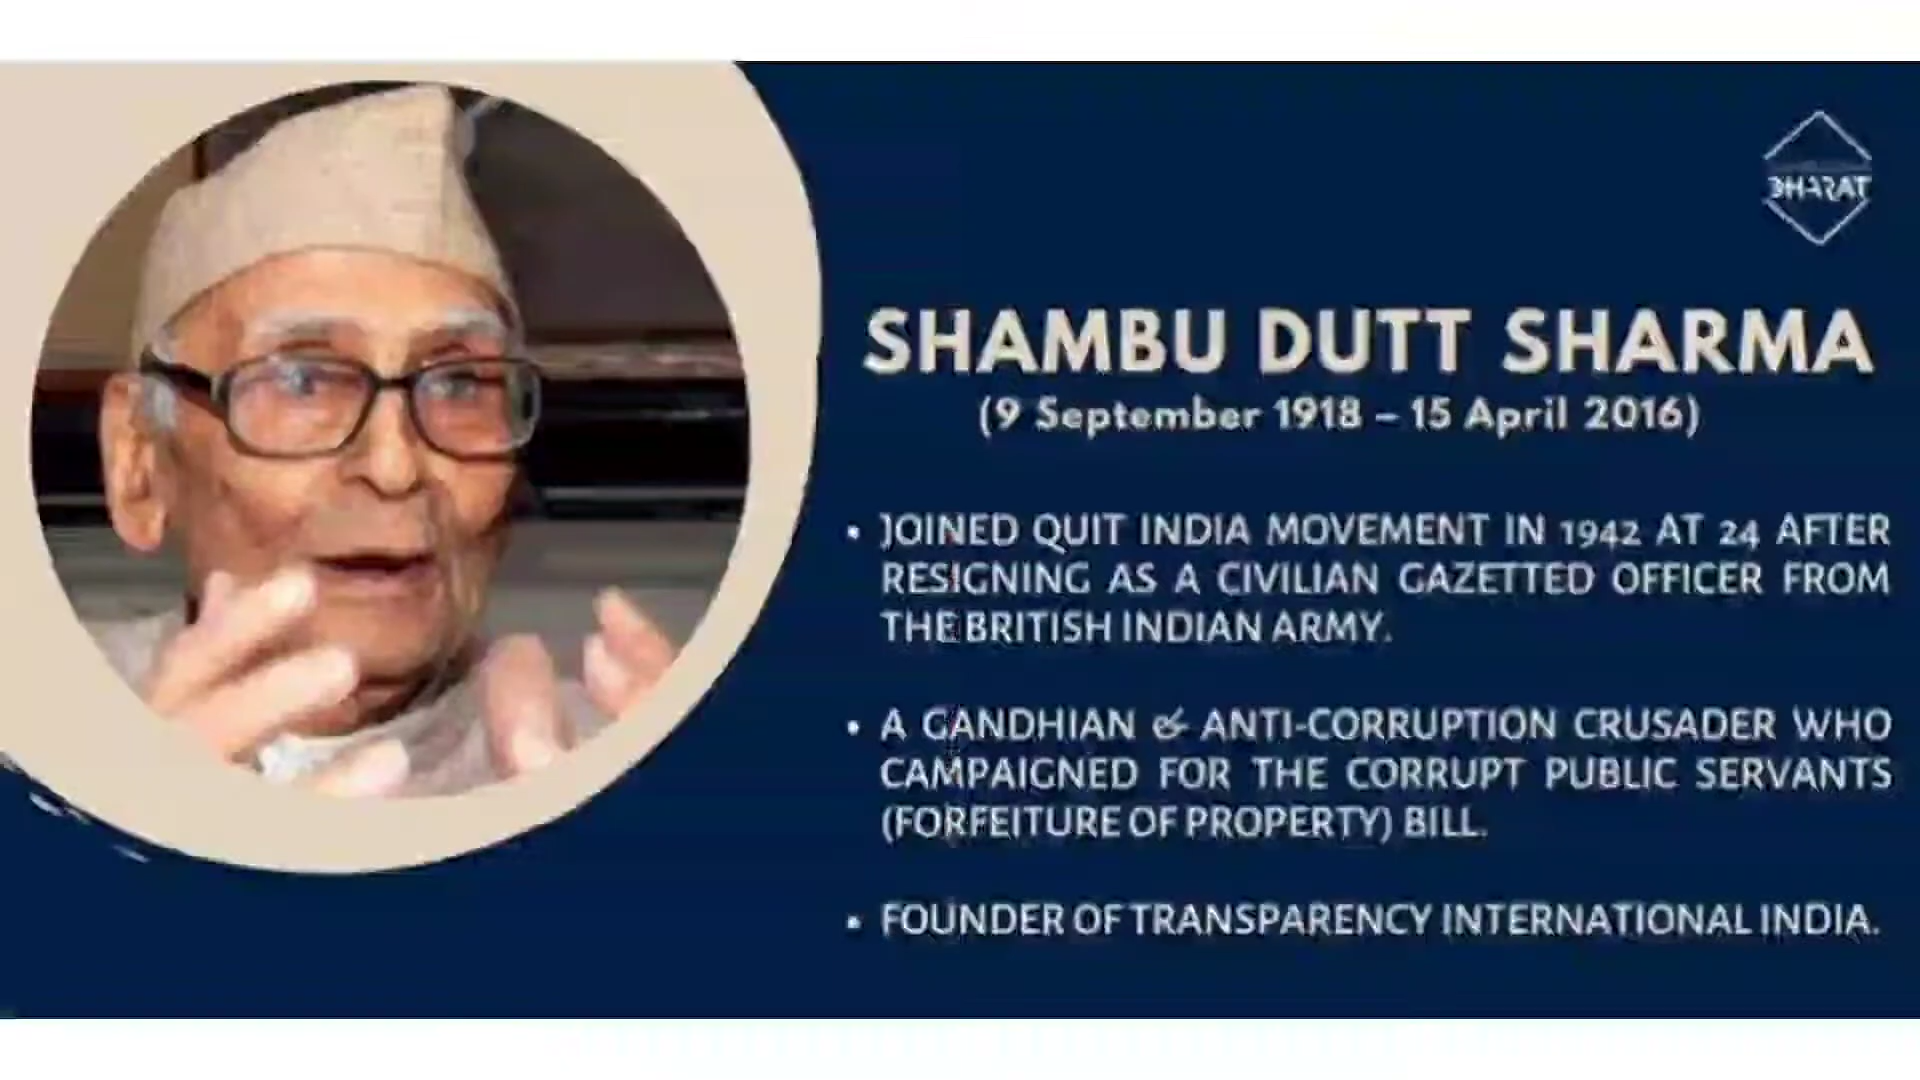 BHARAT
SHAMBU DUTT SHARMA
(9 September 1918 – 15 April 2016)
• JOINED QUIT INDIA MOVEMENT IN 1942 AT 24 AFTER
RESIGNING AS A CIVILIAN GAZETTED OFFICER FROM
THE BRITISH INDIAN ARMY.
• A GANDHIAN & ANTI-CORRUPTION CRUSADER WHO
CAMPAIGNED FOR THE CORRUPT PUBLIC SERVANTS
(FORFEITURE OF PROPERTY) BILL.
• FOUNDER OF TRANSPARENCY INTERNATIONAL INDIA.